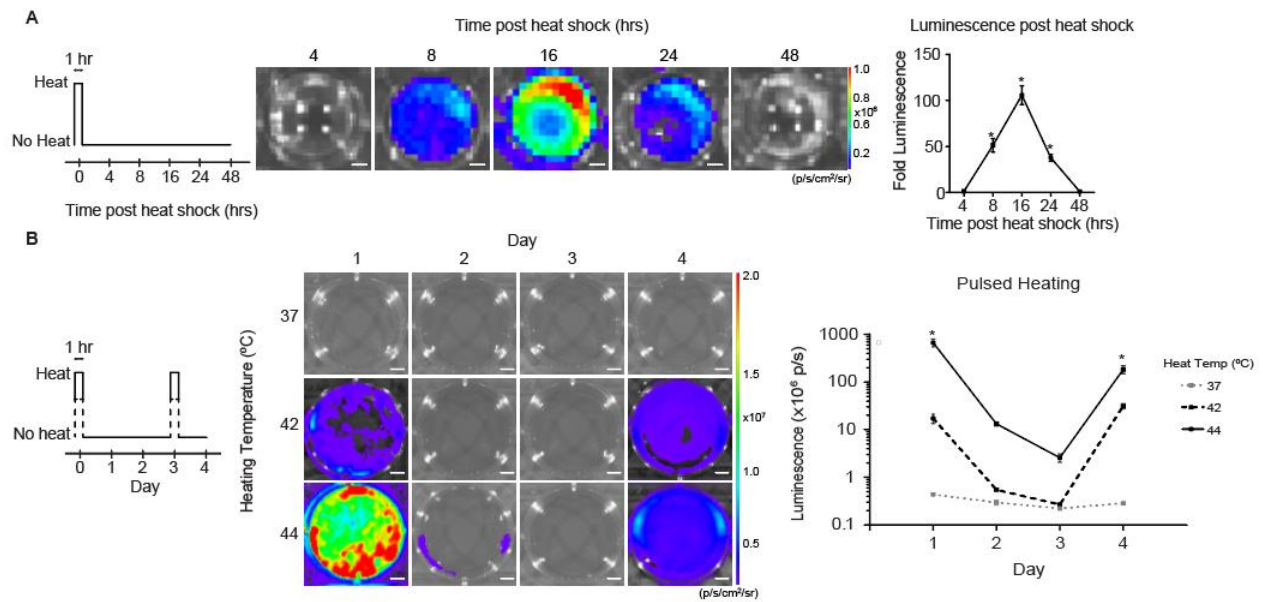 A
Time post heat shock (hrs)
Luminescence post heat shock
1 hr
Heat
No Heat
0 4 8 16 24 48
Time post heat shock (hrs)
4 8 16 24 48
1.0
0.8
x10⁶
0.6
0.4
0.2
(p/s/cm²/sr)
Fold Luminescence
150
100
50
0
* * * *
4 8 16 24 48
Time post heat shock (hrs)
B
Day
1 hr
Heat
No heat
0 1 2 3 4
Day
1 2 3 4
Heating Temperature (ºC)
37
42
44
2.0
1.5
x10⁷
1.0
0.5
(p/s/cm²/sr)
Pulsed Heating
Luminescence (x10⁶ p/s)
1000
100
10
1
0.1
* *
1 2 3 4
Day
Heat Temp (ºC)
37
42
44